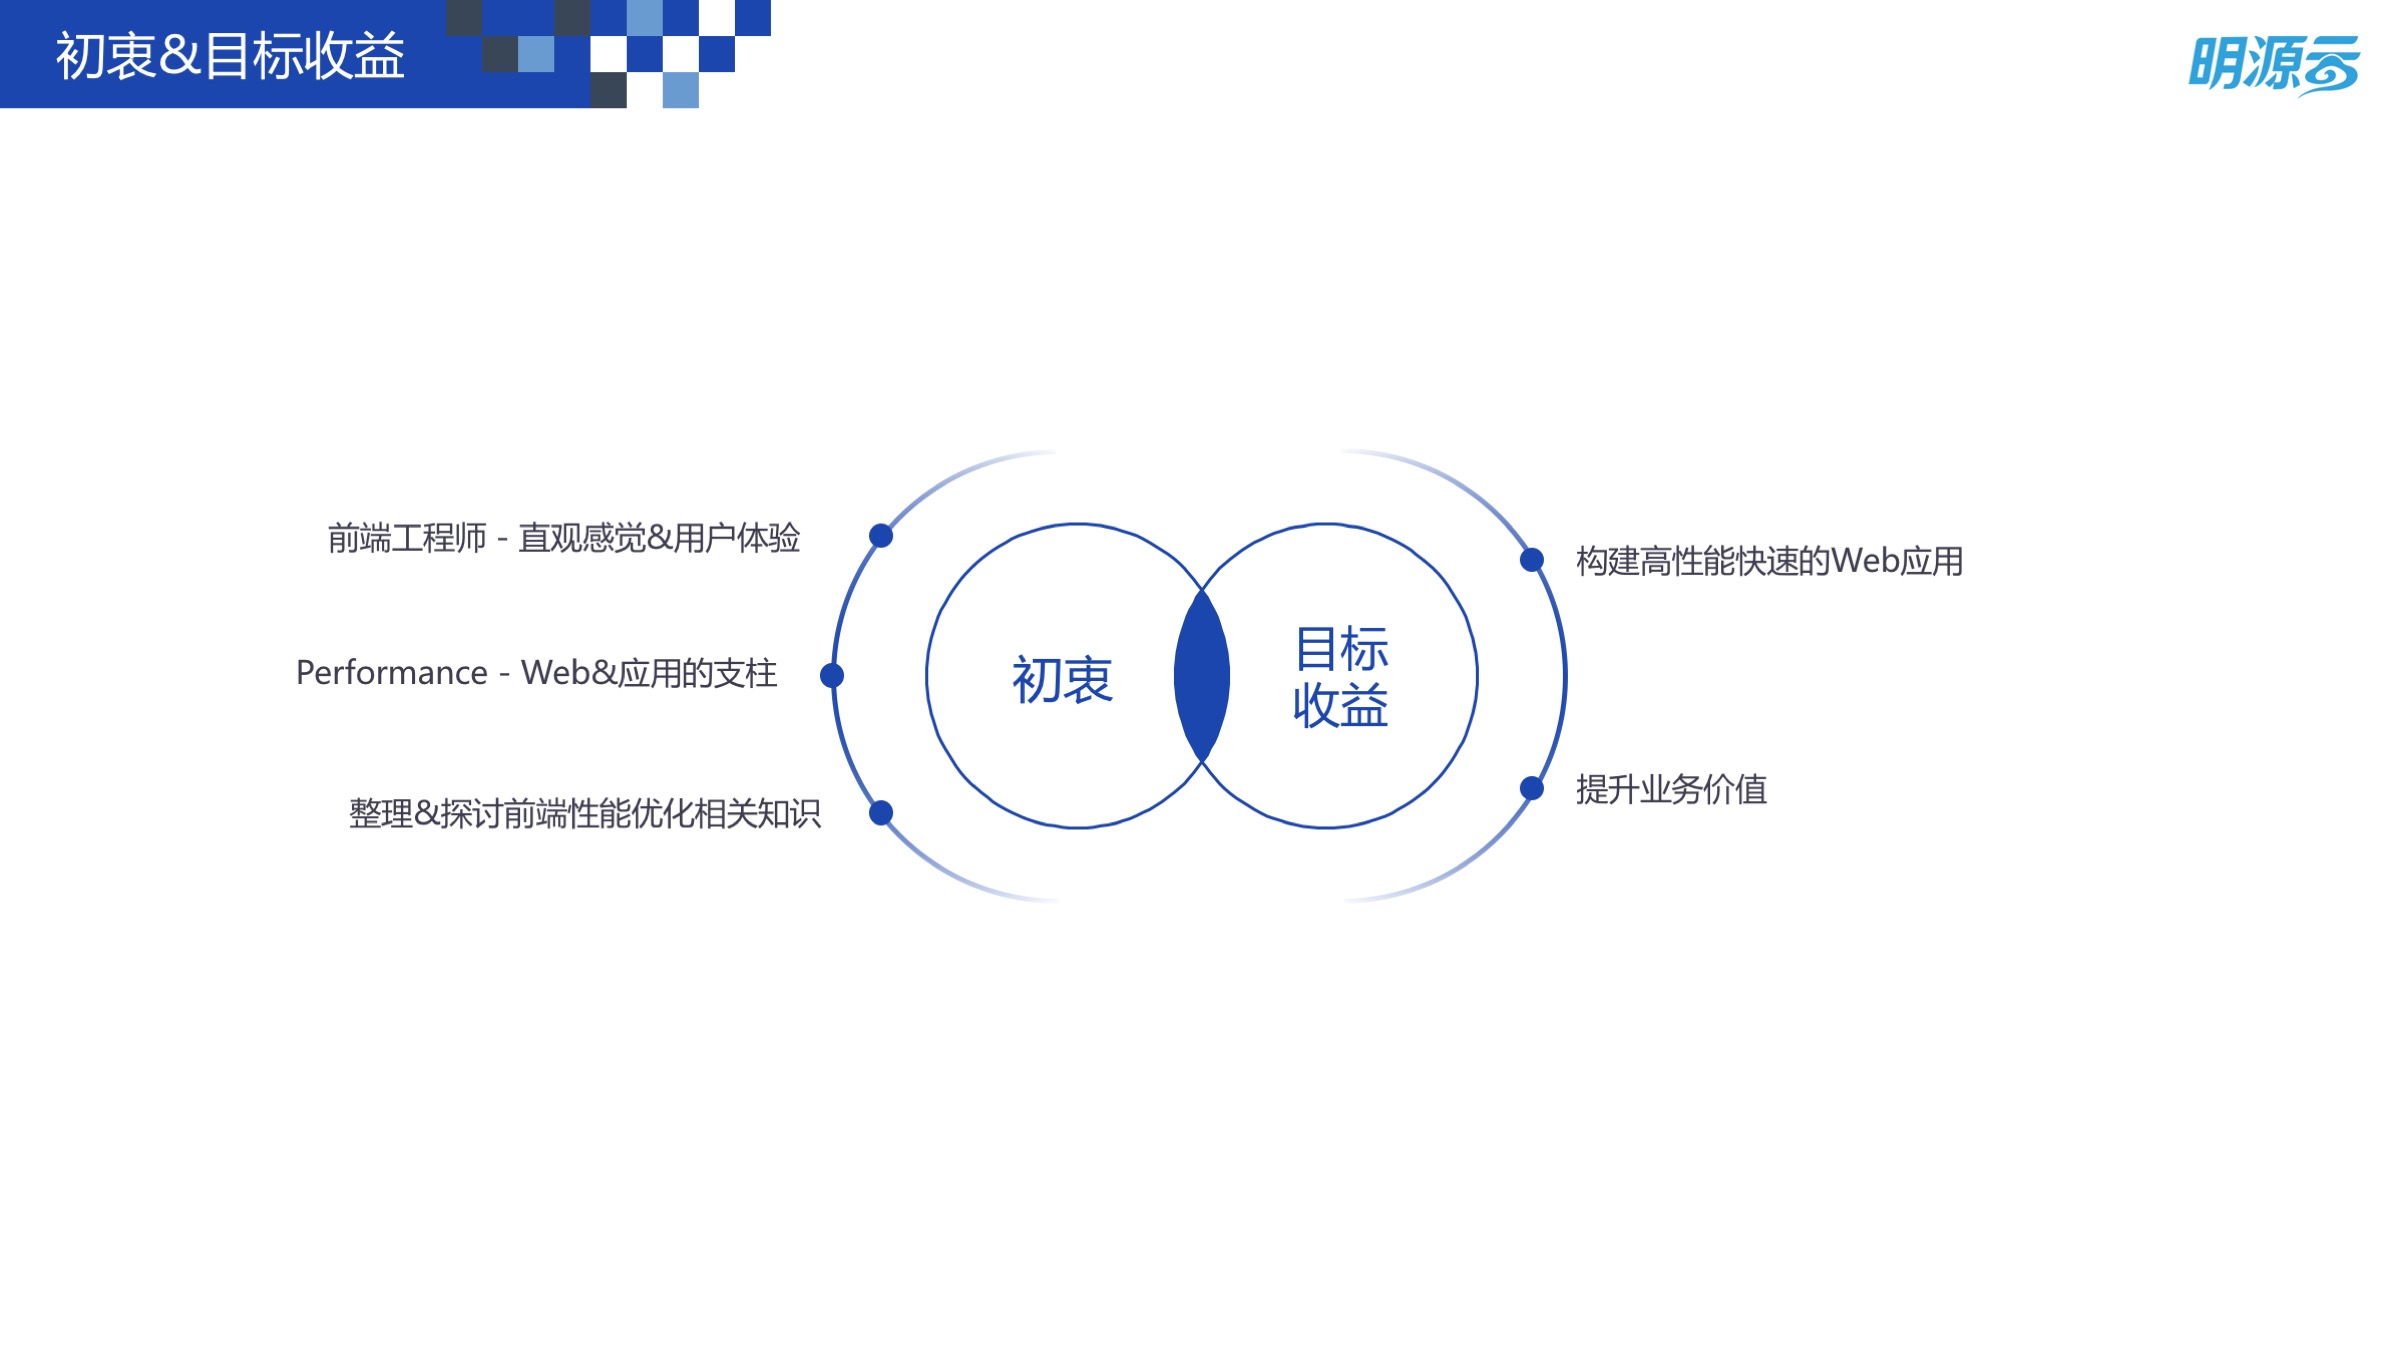 初衷&目标收益
明源云
前端工程师 - 直观感觉&用户体验
Performance - Web&应用的支柱
整理&探讨前端性能优化相关知识
初衷
目标
收益
构建高性能快速的Web应用
提升业务价值